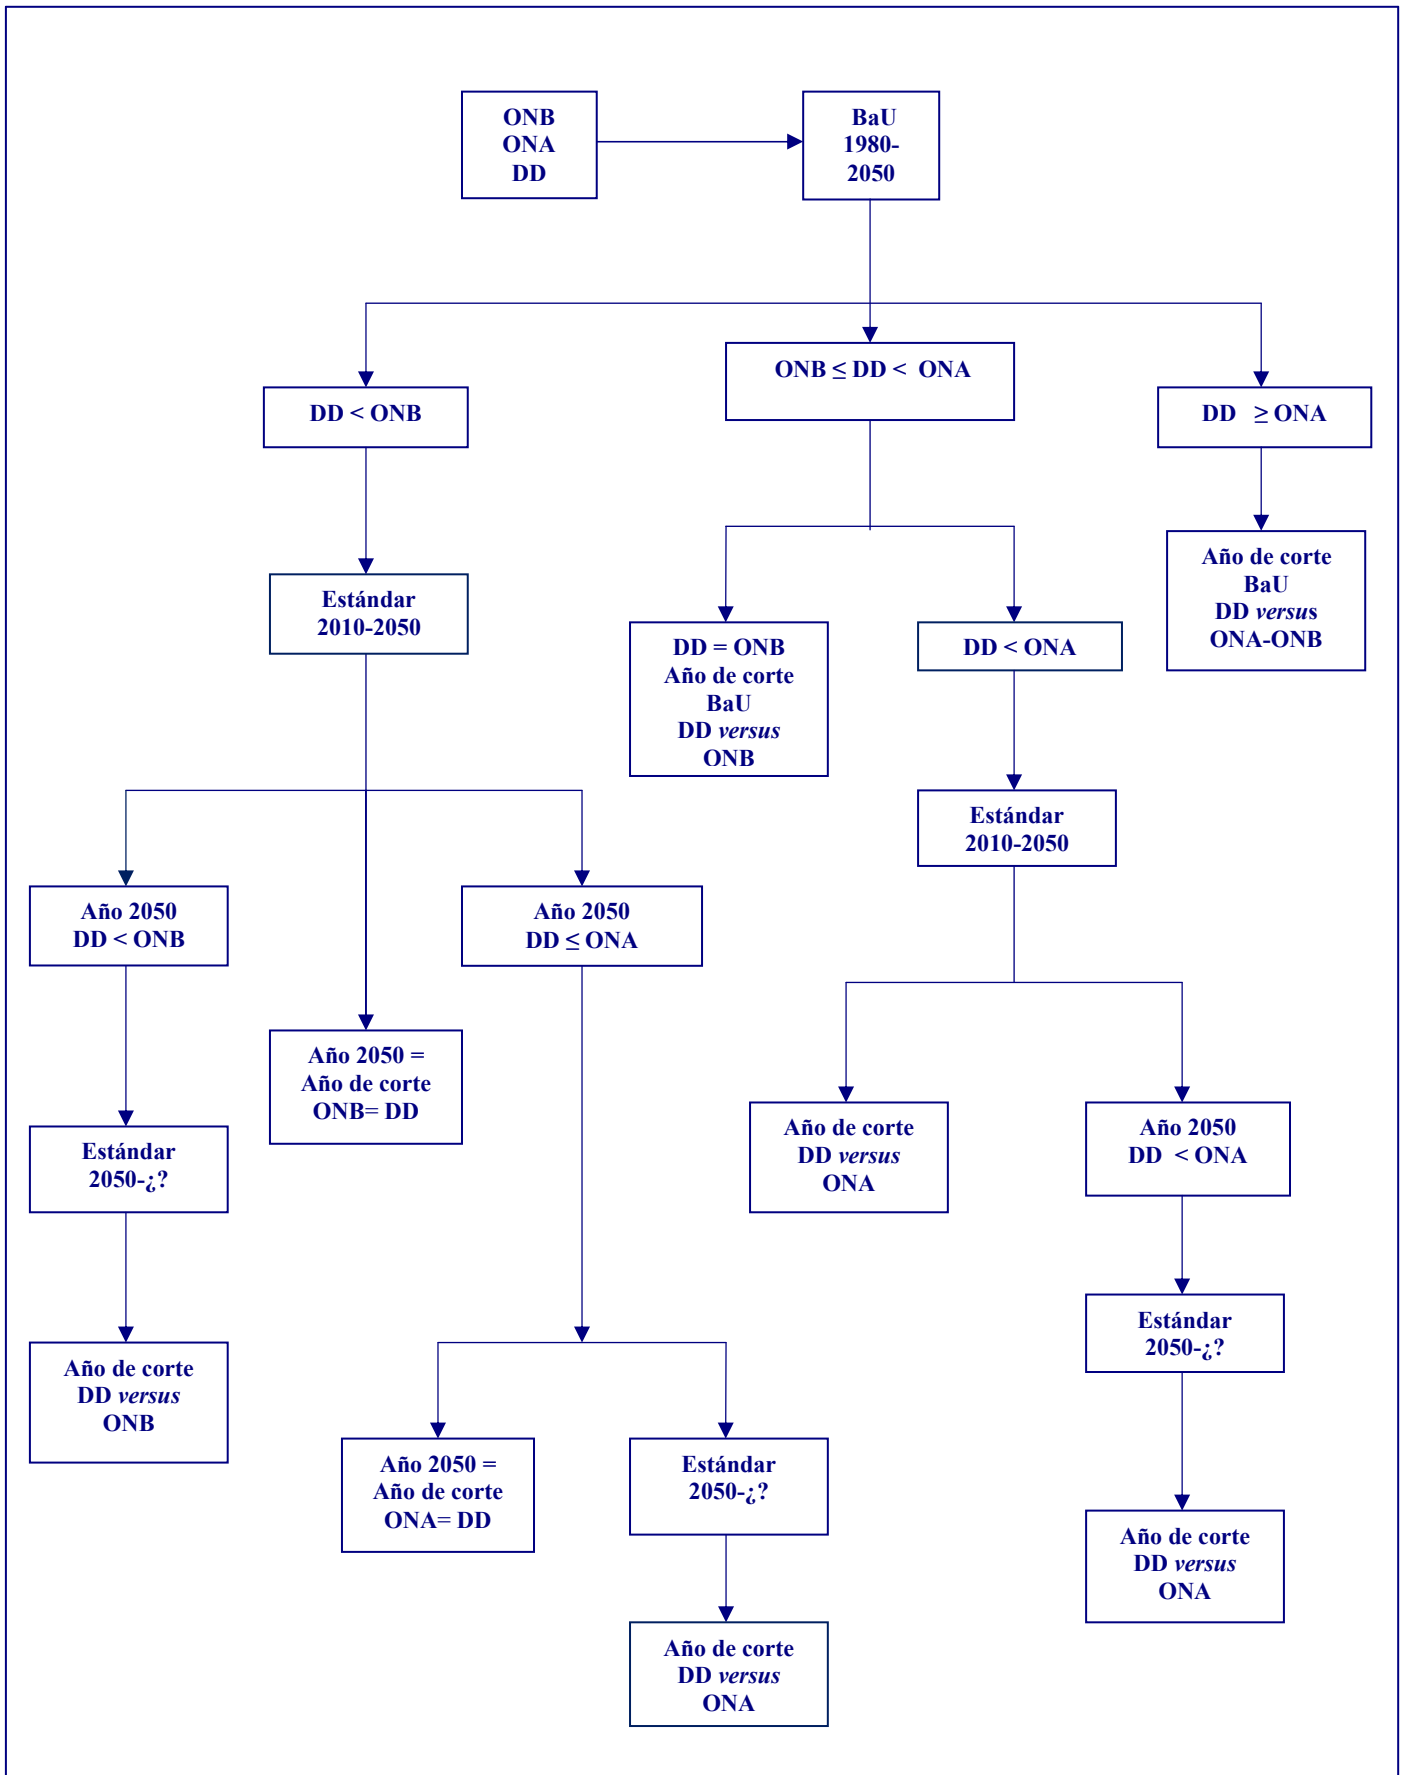 ONB
ONA
DD
BaU
1980-
2050
ONB ≤ DD < ONA
DD < ONB
DD ≥ ONA
Estándar
2010-2050
DD = ONB
Año de corte
BaU
DD versus
ONB
DD < ONA
Año de corte
BaU
DD versus
ONA-ONB
Estándar
2010-2050
Año 2050
DD < ONB
Año 2050
DD ≤ ONA
Año 2050 =
Año de corte
ONB= DD
Año de corte
DD versus
ONA
Año 2050
DD < ONA
Estándar
2050-¿?
Estándar
2050-¿?
Año de corte
DD versus
ONB
Año 2050 =
Año de corte
ONA= DD
Estándar
2050-¿?
Año de corte
DD versus
ONA
Año de corte
DD versus
ONA